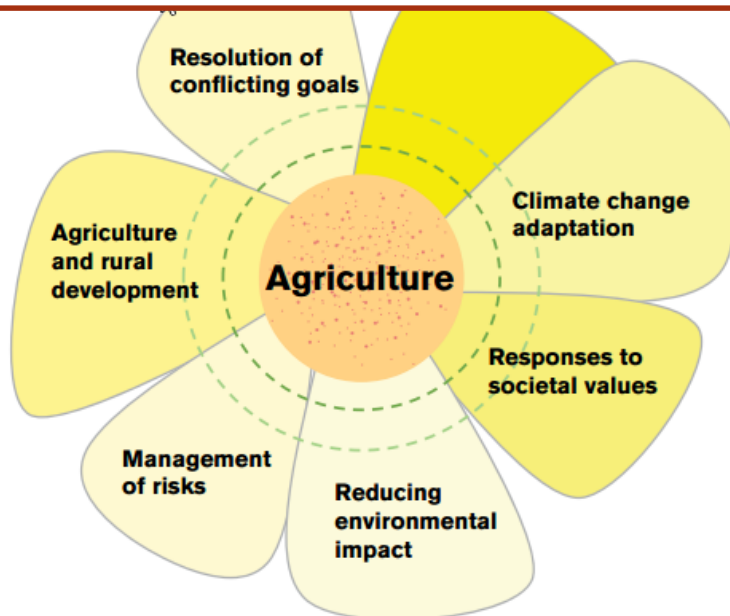 Resolution of
conflicting goals
Climate change
adaptation
Agriculture
and rural
development
Agriculture
Responses to
societal values
Management
of risks
Reducing
environmental
impact